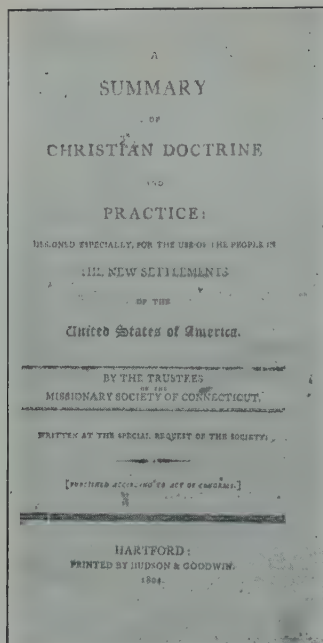 A
SUMMARY
OF
CHRISTIAN DOCTRINE
AND
PRACTICE:
DESIGNED ESPECIALLY, FOR THE USE OF THE PEOPLE IN
THE NEW SETTLEMENTS
OF THE
United States of America.
BY THE TRUSTEES
OF THE
MISSIONARY SOCIETY OF CONNECTICUT.
WRITTEN AT THE SPECIAL REQUEST OF THE SOCIETY.
[PUBLISHED ACCORDING TO ACT OF CONGRESS.]
HARTFORD:
PRINTED BY HUDSON & GOODWIN.
1804.